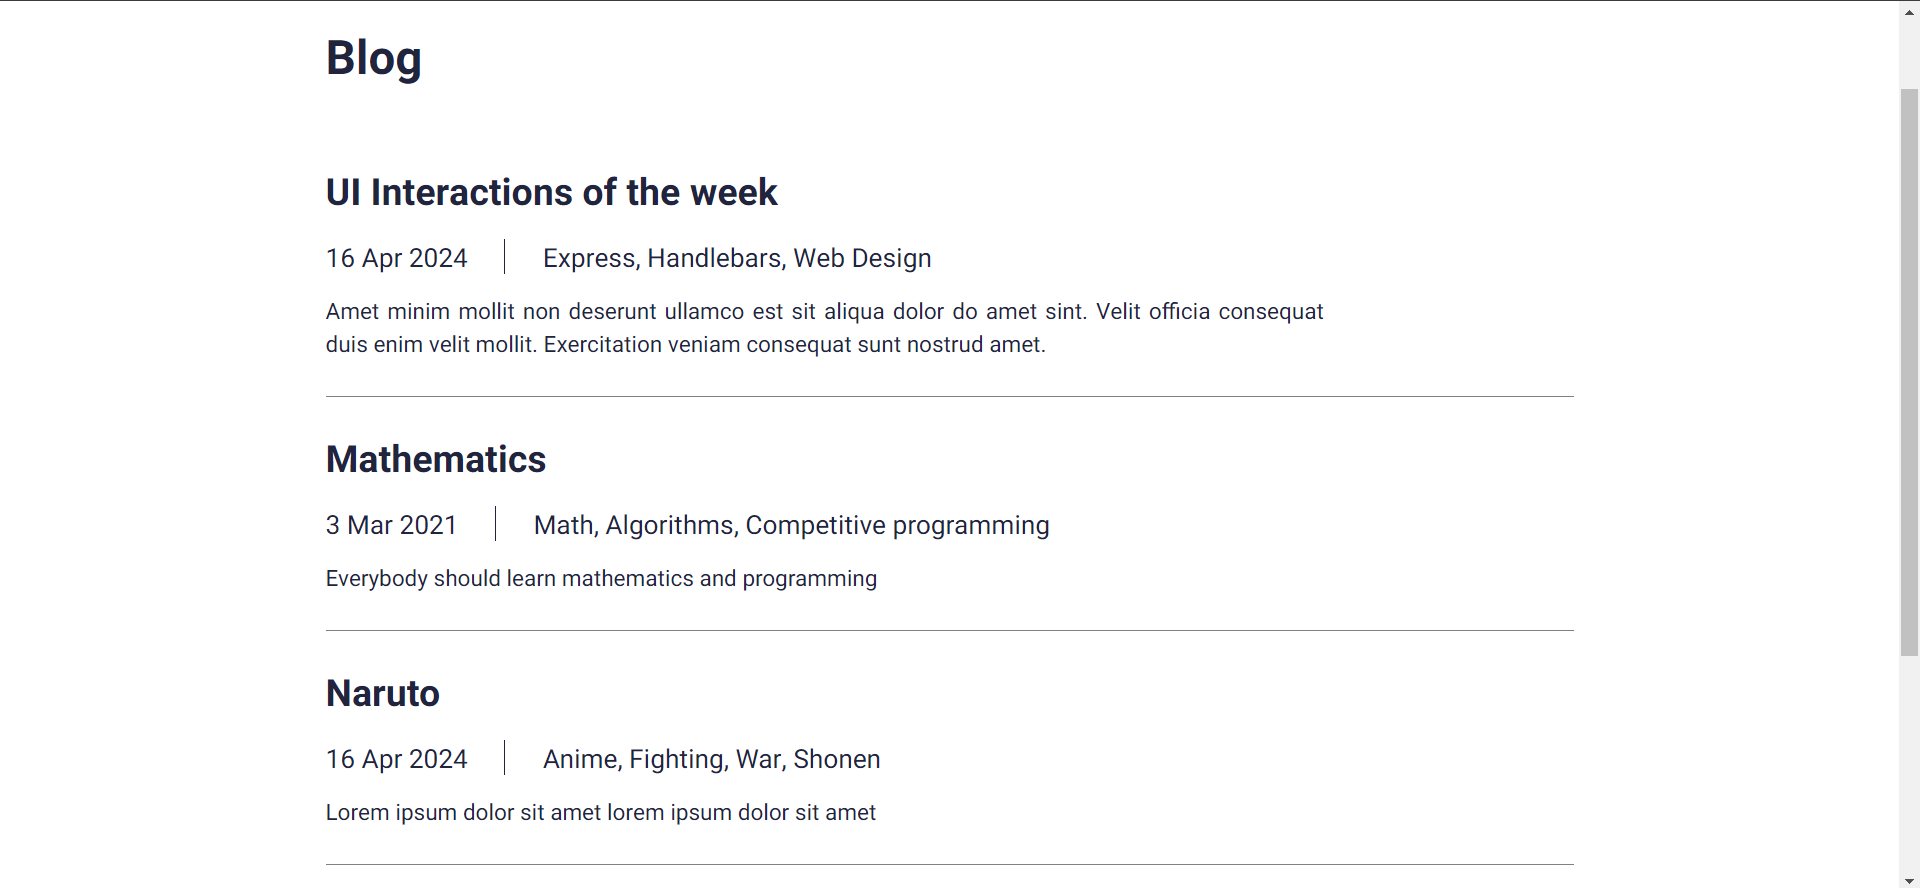 Blog
UI Interactions of the week
16 Apr 2024 Express, Handlebars, Web Design
Amet minim mollit non deserunt ullamco est sit aliqua dolor do amet sint. Velit officia consequat
duis enim velit mollit. Exercitation veniam consequat sunt nostrud amet.
Mathematics
3 Mar 2021 Math, Algorithms, Competitive programming
Everybody should learn mathematics and programming
Naruto
16 Apr 2024 Anime, Fighting, War, Shonen
Lorem ipsum dolor sit amet lorem ipsum dolor sit amet